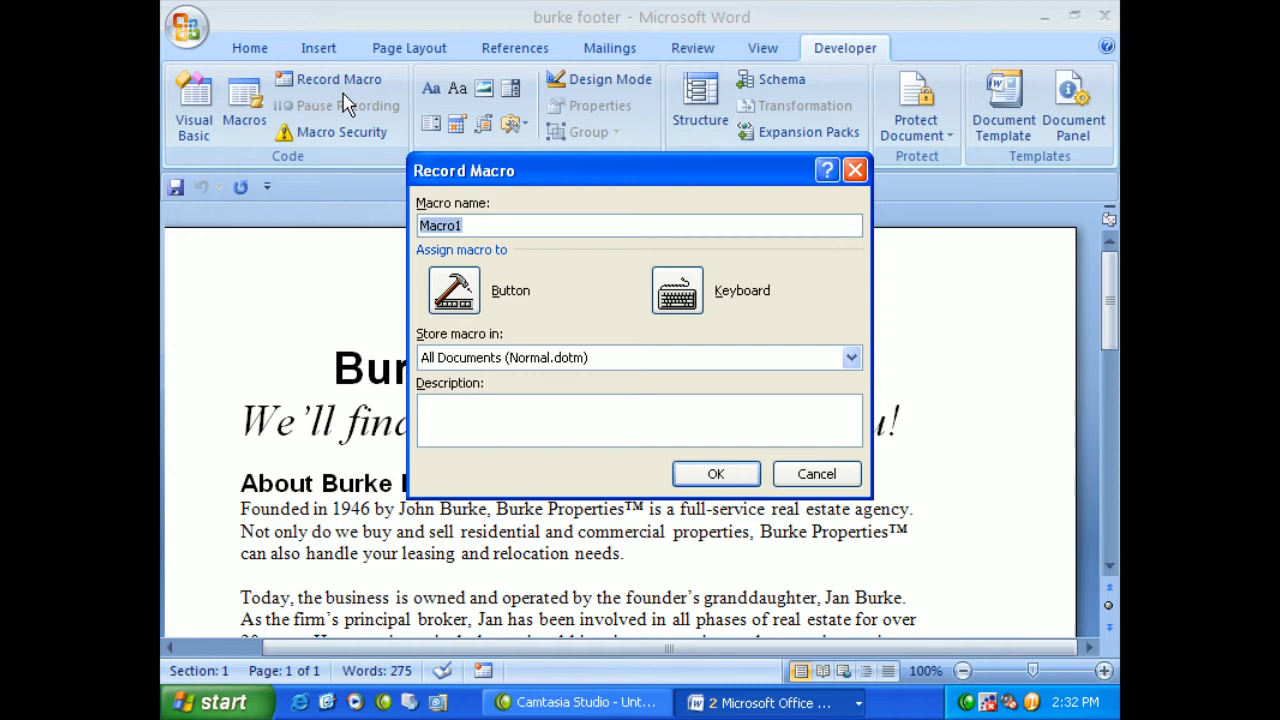 burke footer - Microsoft Word
Home Insert Page Layout References Mailings Review View Developer
Visual Basic
Macros
Record Macro
Pause Recording
Macro Security
Code
Aa Aa
Design Mode
Properties
Group
Structure
Schema
Transformation
Expansion Packs
Protect Document
Protect
Document Template
Document Panel
Templates
Record Macro
Macro name:
Macro1
Assign macro to
Button
Keyboard
Store macro in:
All Documents (Normal.dotm)
Description:
OK Cancel
We'll u!
About Burke
Founded in 1946 by John Burke, Burke Properties™ is a full-service real estate agency.
Not only do we buy and sell residential and commercial properties, Burke Properties™
can also handle your leasing and relocation needs.
Today, the business is owned and operated by the founder's granddaughter, Jan Burke.
As the firm's principal broker, Jan has been involved in all phases of real estate for over
Section: 1 Page: 1 of 1 Words: 275 100%
start Camtasia Studio - Unt... 2 Microsoft Office ... 2:32 PM